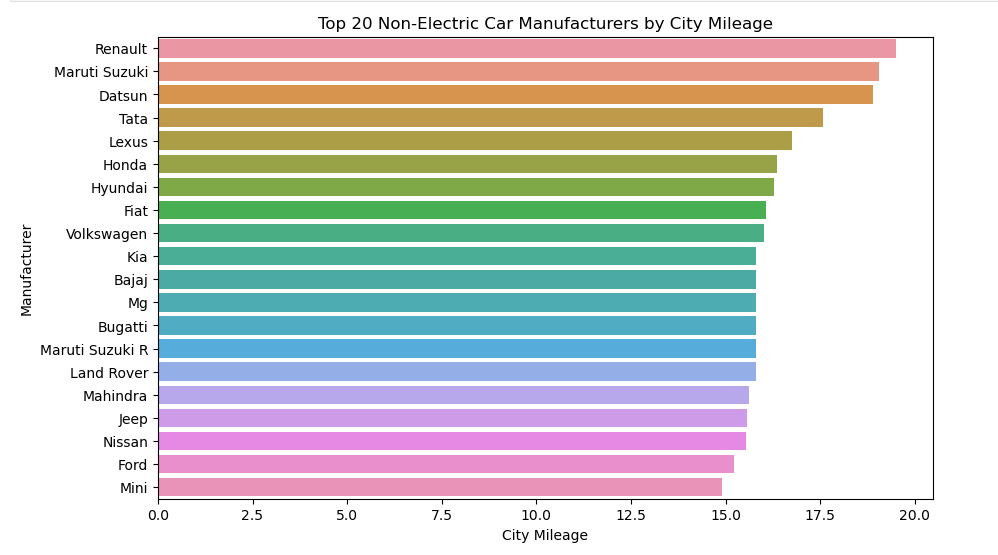 Top 20 Non-Electric Car Manufacturers by City Mileage
Manufacturer
Renault
Maruti Suzuki
Datsun
Tata
Lexus
Honda
Hyundai
Fiat
Volkswagen
Kia
Bajaj
Mg
Bugatti
Maruti Suzuki R
Land Rover
Mahindra
Jeep
Nissan
Ford
Mini
0.0 2.5 5.0 7.5 10.0 12.5 15.0 17.5 20.0
City Mileage